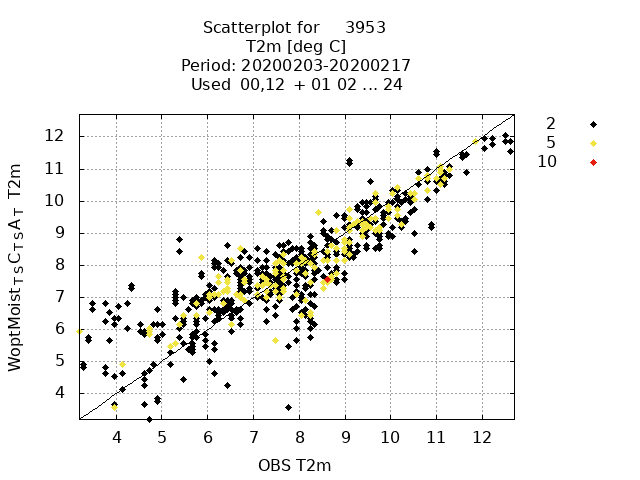 Scatterplot for 3953
T2m [deg C]
Period: 20200203-20200217
Used 00,12 + 01 02 ... 24
2
5
10
12
11
10
9
8
7
6
5
4
WoptMoist_TS C_TS A_T T2m
4 5 6 7 8 9 10 11 12
OBS T2m